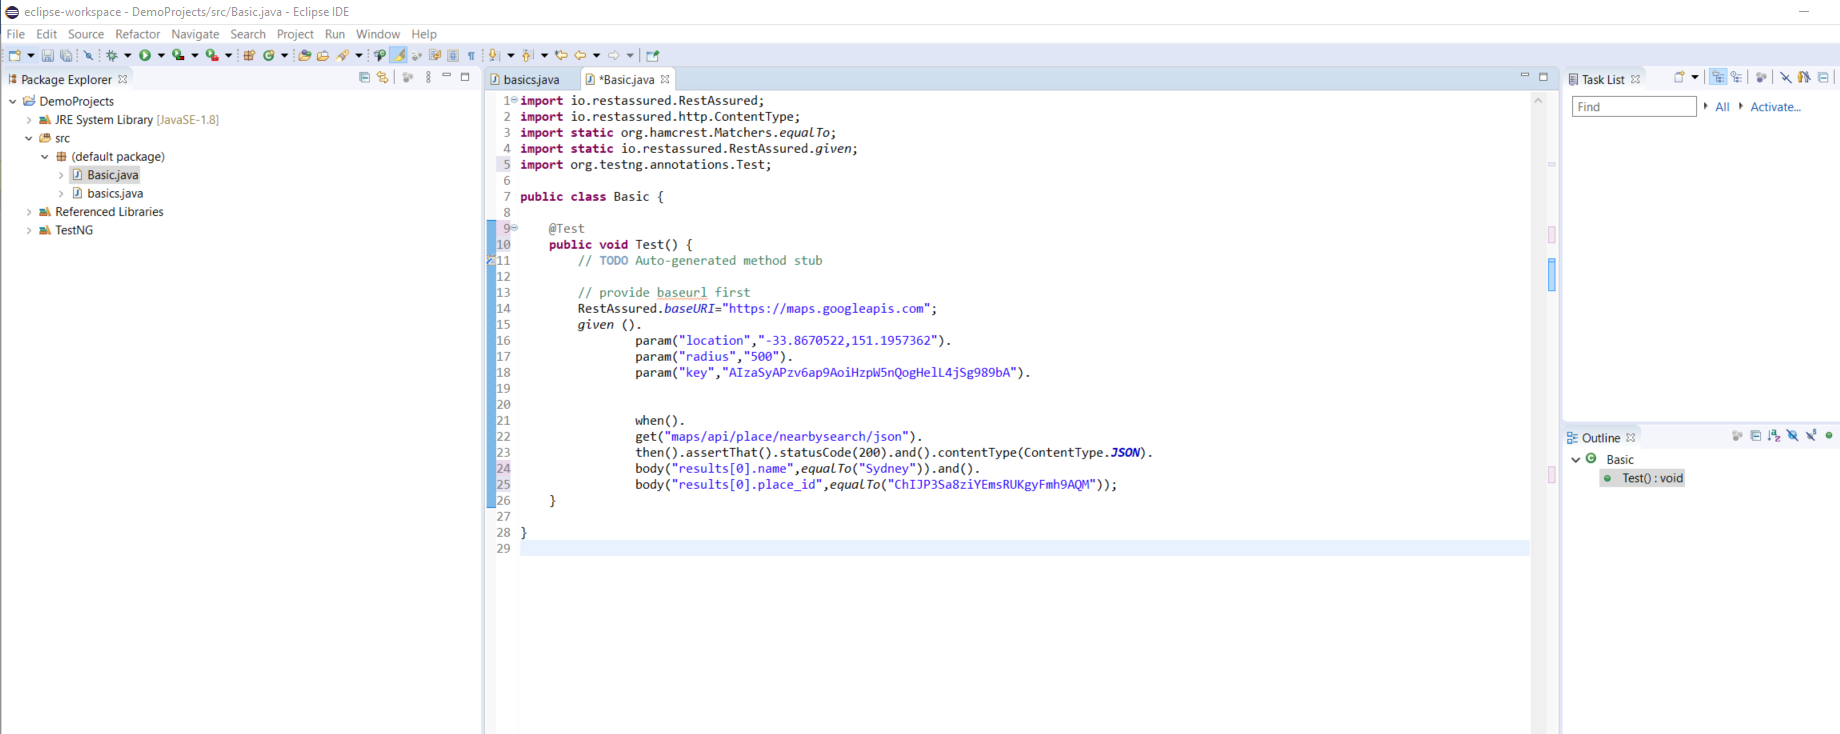 eclipse-workspace - DemoProjects/src/Basic.java - Eclipse IDE
File Edit Source Refactor Navigate Search Project Run Window Help
Package Explorer
DemoProjects
JRE System Library [JavaSE-1.8]
src
(default package)
Basic.java
basics.java
Referenced Libraries
TestNG
basics.java *Basic.java
1 import io.restassured.RestAssured;
2 import io.restassured.http.ContentType;
3 import static org.hamcrest.Matchers.equalTo;
4 import static io.restassured.RestAssured.given;
5 import org.testng.annotations.Test;
6
7 public class Basic {
8
9 @Test
10 public void Test() {
11 // TODO Auto-generated method stub
12
13 // provide baseurl first
14 RestAssured.baseURI="https://maps.googleapis.com";
15 given ().
16 param("location","-33.8670522,151.1957362").
17 param("radius","500").
18 param("key","AIzaSyAPzv6ap9AoiHzpW5nQogHelL4jSg989bA").
19
20
21 when().
22 get("maps/api/place/nearbysearch/json").
23 then().assertThat().statusCode(200).and().contentType(ContentType.JSON).
24 body("results[0].name",equalTo("Sydney")).and().
25 body("results[0].place_id",equalTo("ChIJP3Sa8ziYEmsRUKgyFmh9AQM"));
26 }
27
28 }
29
Task List
Find All Activate...
Outline
Basic
Test() : void